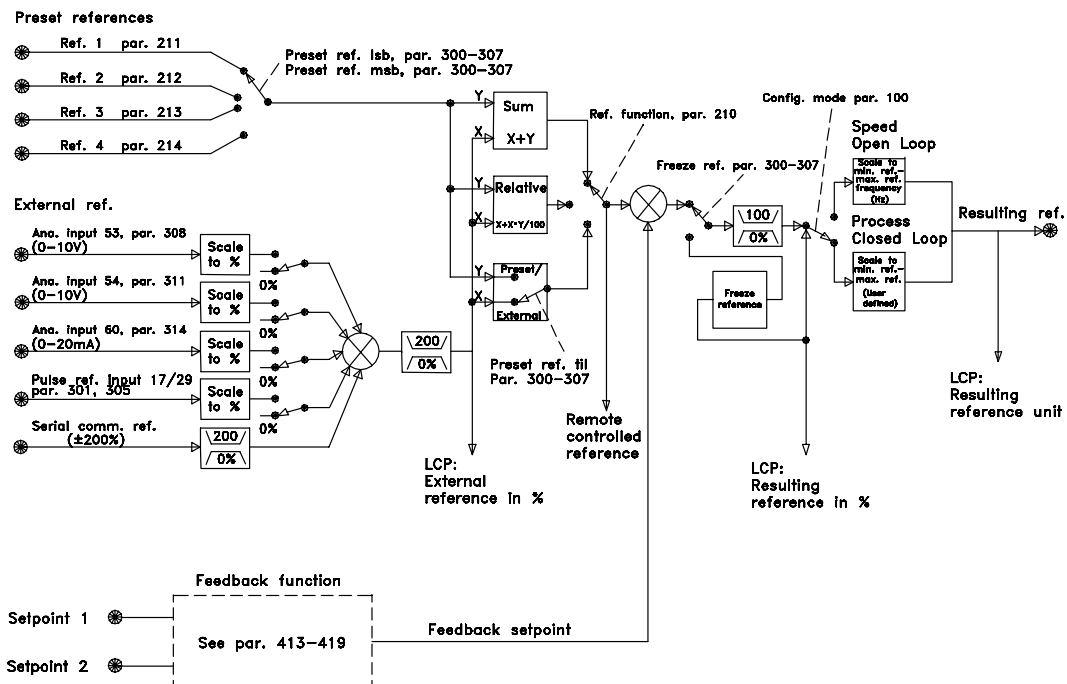 Preset references
Ref. 1 par. 211
Ref. 2 par. 212
Ref. 3 par. 213
Ref. 4 par. 214
Preset ref. lsb, par. 300-307
Preset ref. msb, par. 300-307
Y
Sum
X
X+Y
Y
Relative
X
X+X*Y/100
Y
Preset/
X
External
Ref. function, par. 210
Config. mode par. 100
Freeze ref. par. 300-307
Speed
Open Loop
Scale to
min. ref.-
max. ref.
frequency
(Hz)
Process
Closed Loop
Scale to
min. ref.-
max. ref.
(User
defined)
Resulting ref.
100
0%
Freeze
reference
External ref.
Ana. input 53, par. 308
(0-10V)
Scale
to %
0%
Ana. input 54, par. 311
(0-10V)
Scale
to %
0%
Ana. input 60, par. 314
(0-20mA)
Scale
to %
0%
Pulse ref. input 17/29
par. 301, 305
Scale
to %
0%
Serial comm. ref.
(±200%)
200
0%
200
0%
Preset ref. til
Par. 300-307
Remote
controlled
reference
LCP:
External
reference in %
LCP:
Resulting
reference in %
LCP:
Resulting
reference unit
Feedback function
Setpoint 1
See par. 413-419
Feedback setpoint
Setpoint 2